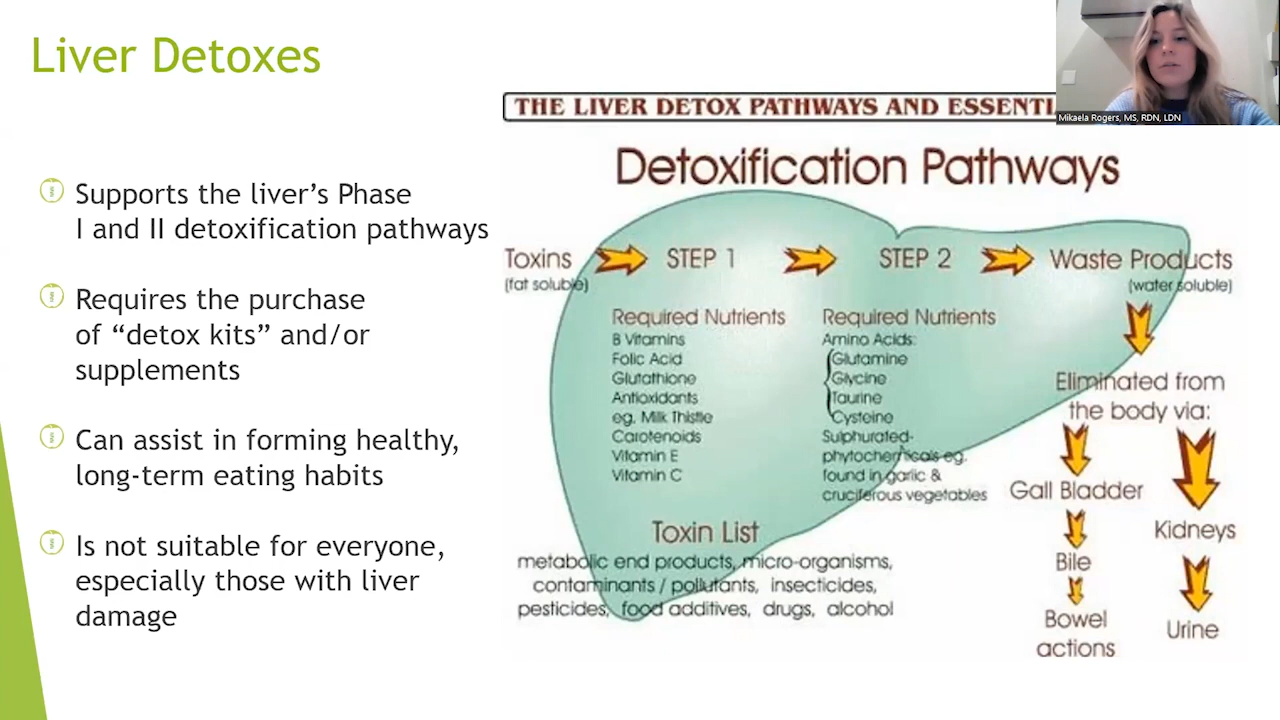 Liver Detoxes
Supports the liver's Phase
I and II detoxification pathways
Requires the purchase
of “detox kits” and/or
supplements
Can assist in forming healthy,
long-term eating habits
Is not suitable for everyone,
especially those with liver
damage
THE LIVER DETOX PATHWAYS AND ESSENTI
Mikaela Rogers, MS, RDN, LDN
Detoxification Pathways
Toxins
(fat soluble)
STEP 1
Required Nutrients
B Vitamins
Folic Acid
Glutathione
Antioxidants
eg. Milk Thistle
Carotenoids
Vitamin E
Vitamin C
STEP 2
Required Nutrients
Amino Acids:
Glutamine
Glycine
Taurine
Cysteine
Sulphurated-
phytochemicals eg.
found in garlic &
cruciferous vegetables
Waste Products
(water soluble)
Eliminated from
the body via:
Gall Bladder
Bile
Bowel
actions
Kidneys
Urine
Toxin List
metabolic end products, micro-organisms,
contaminants / pollutants, insecticides,
pesticides, food additives, drugs, alcohol